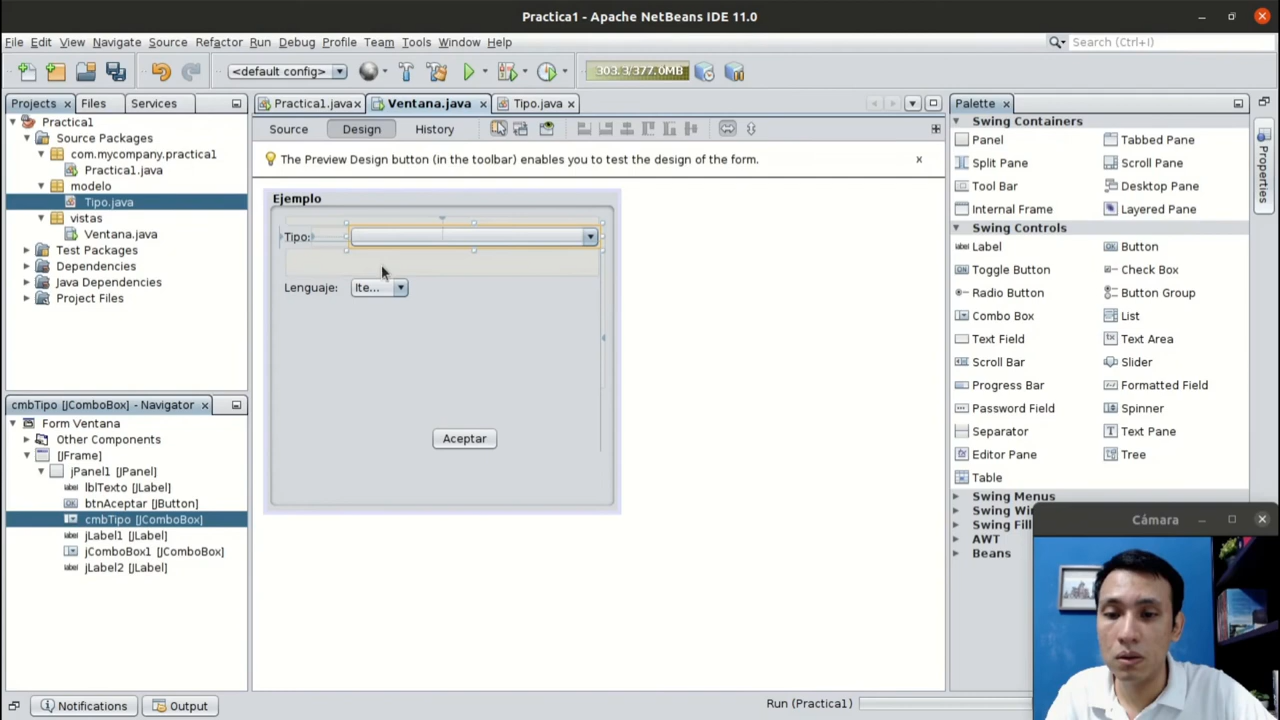 Practica1 - Apache NetBeans IDE 11.0
File Edit View Navigate Source Refactor Run Debug Profile Team Tools Window Help
Search (Ctrl+I)
<default config>
303.3/377.0MB
Projects Files Services
Practica1.java Ventana.java Tipo.java
Palette
Source Design History
The Preview Design button (in the toolbar) enables you to test the design of the form.
Practica1
Source Packages
com.mycompany.practica1
Practica1.java
modelo
Tipo.java
vistas
Ventana.java
Test Packages
Dependencies
Java Dependencies
Project Files
cmbTipo [JComboBox] - Navigator
Form Ventana
Other Components
[JFrame]
jPanel1 [JPanel]
lblTexto [JLabel]
btnAceptar [JButton]
cmbTipo [JComboBox]
jLabel1 [JLabel]
jComboBox1 [JComboBox]
jLabel2 [JLabel]
Ejemplo
Tipo:
Lenguaje: Ite...
Aceptar
Swing Containers
Panel Tabbed Pane
Split Pane Scroll Pane
Tool Bar Desktop Pane
Internal Frame Layered Pane
Swing Controls
label Label OK Button
OK Toggle Button Check Box
Radio Button Button Group
Combo Box List
Text Field Text Area
Scroll Bar Slider
Progress Bar Formatted Field
Password Field Spinner
Separator Text Pane
Editor Pane Tree
Table
Swing Menus
Swing Wi
Swing Fil
AWT
Beans
Properties
Cámara
Notifications Output
Run (Practica1)